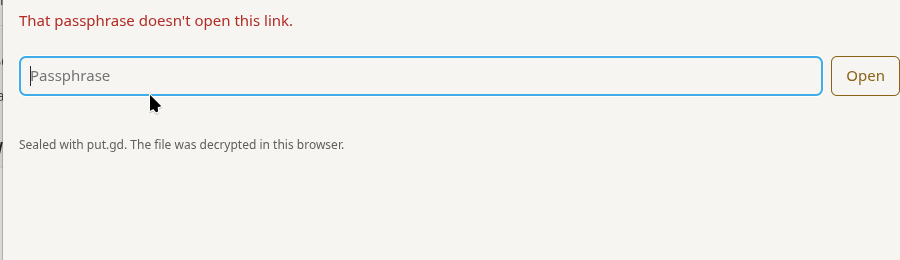 That passphrase doesn't open this link.
Passphrase
Open
Sealed with put.gd. The file was decrypted in this browser.